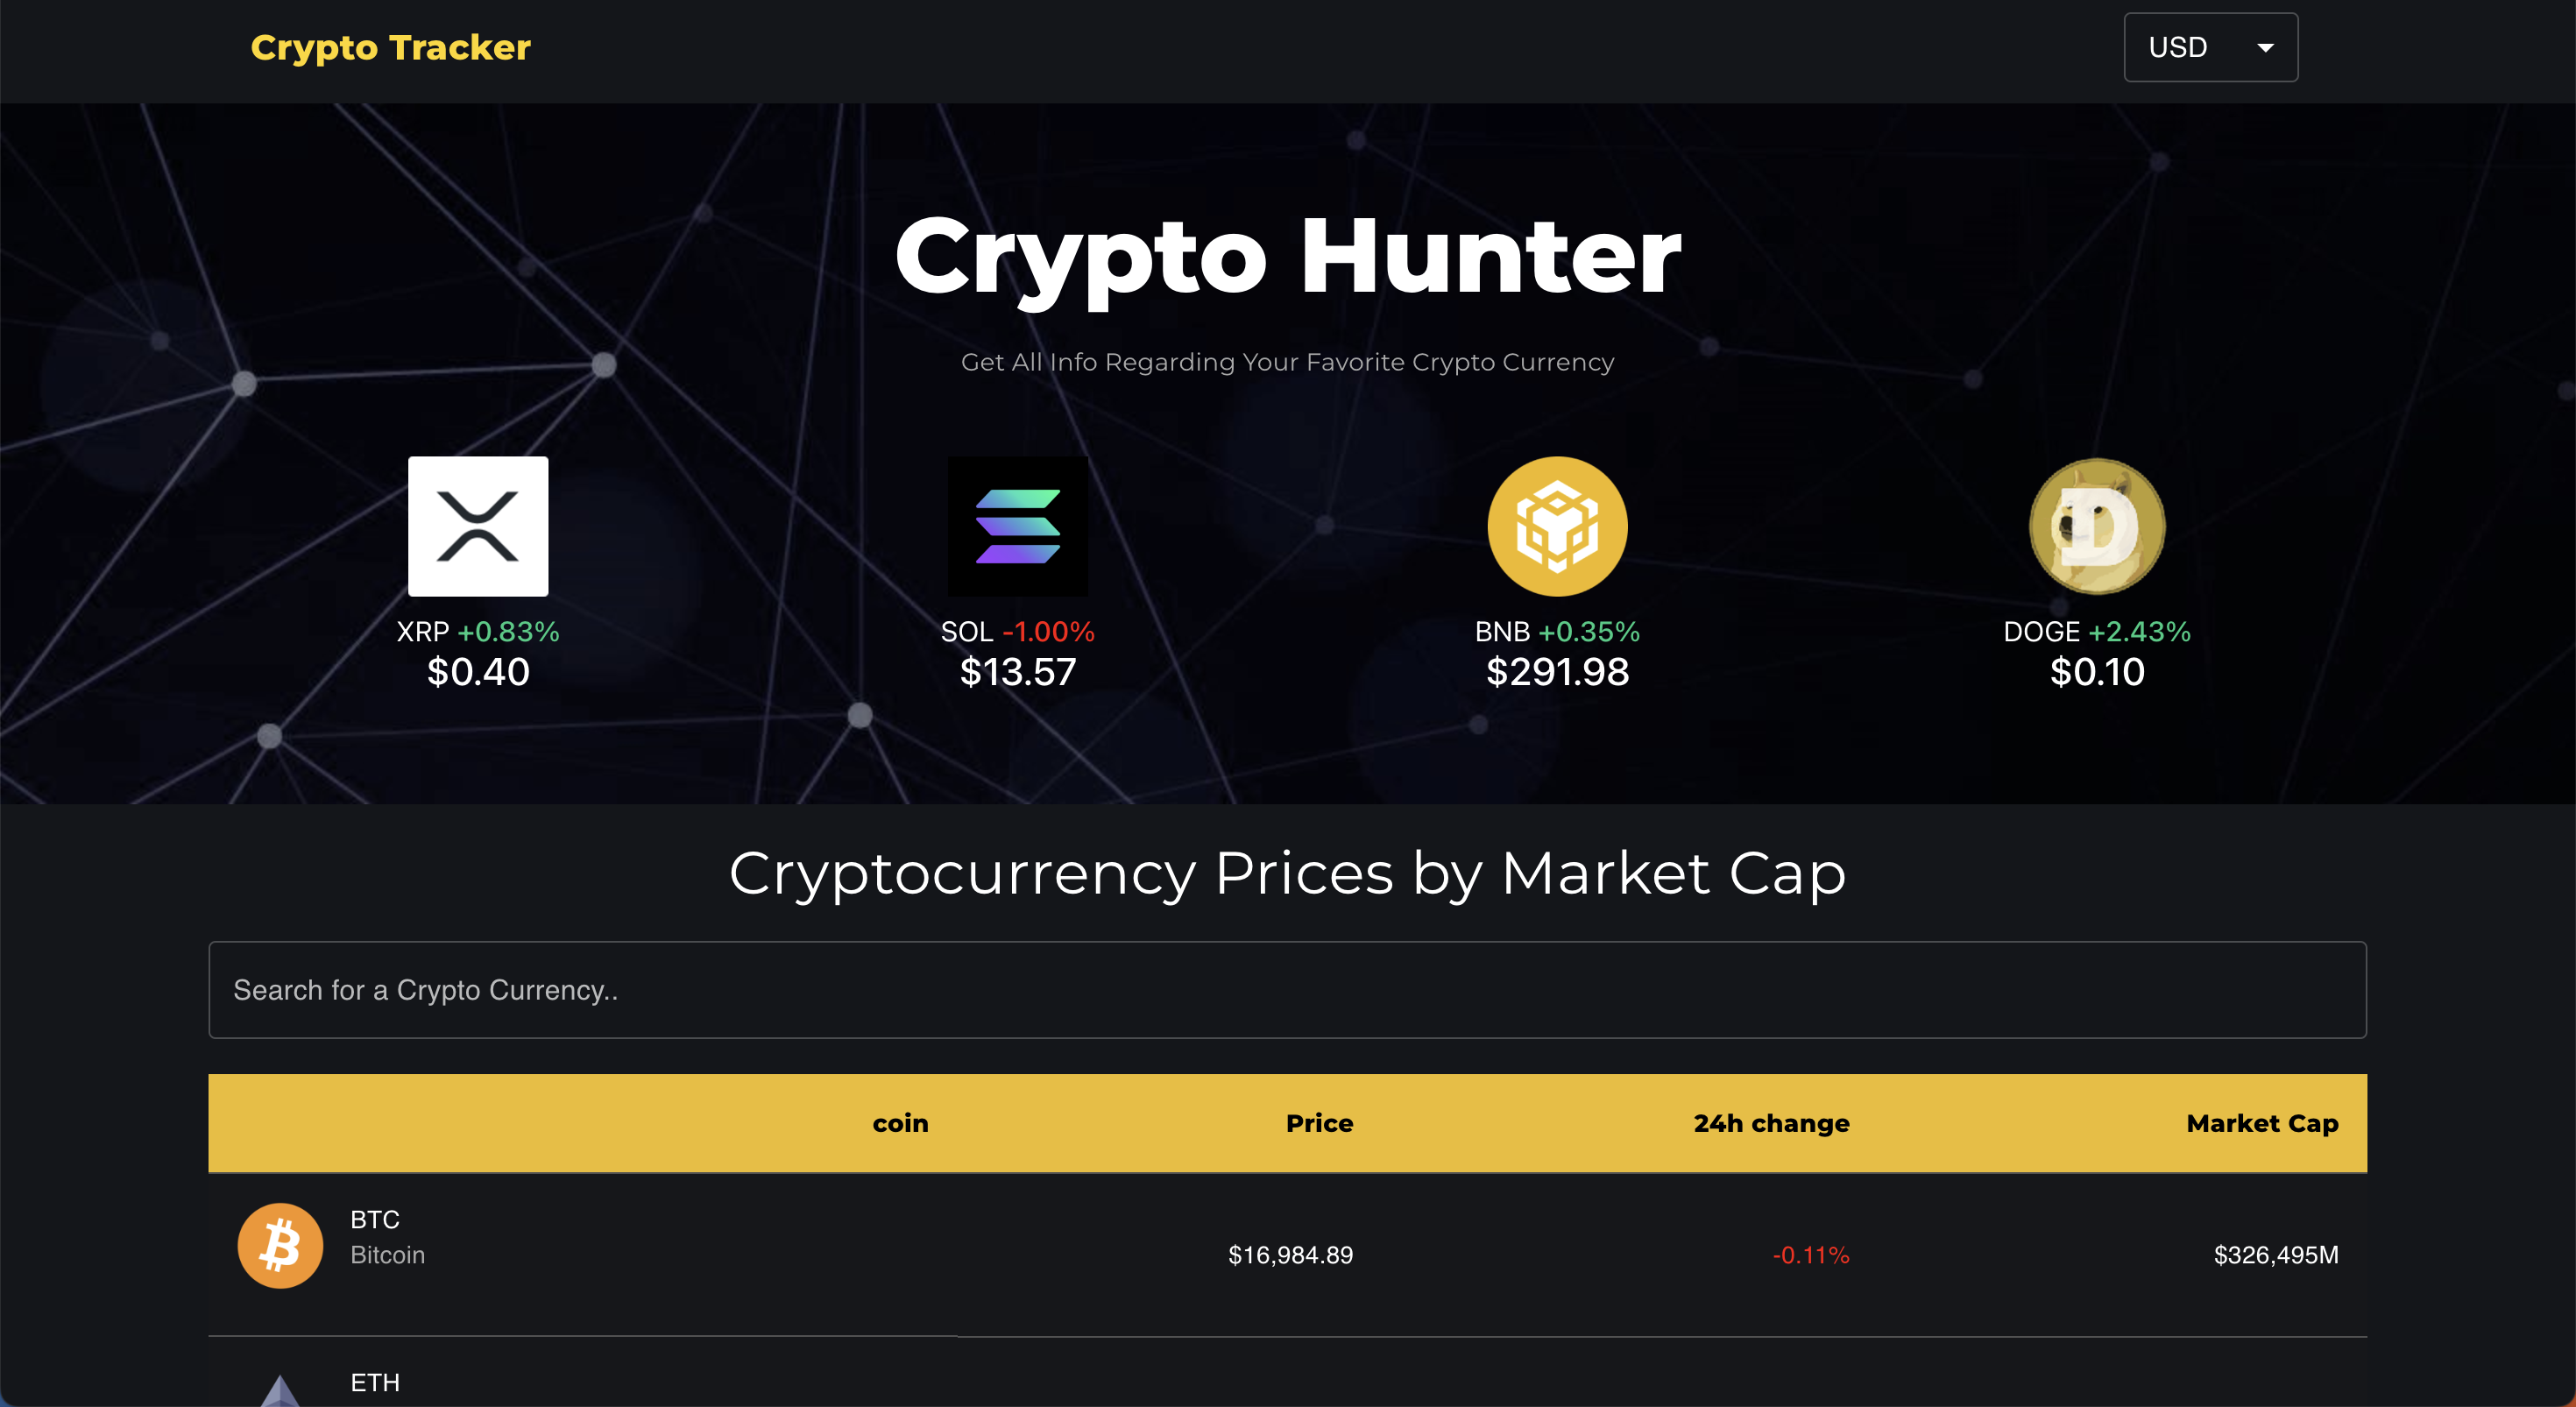 Crypto Tracker
USD
Crypto Hunter
Get All Info Regarding Your Favorite Crypto Currency
XRP +0.83%
$0.40
SOL -1.00%
$13.57
BNB +0.35%
$291.98
DOGE +2.43%
$0.10
Cryptocurrency Prices by Market Cap
Search for a Crypto Currency..
coin Price 24h change Market Cap
BTC
Bitcoin
$16,984.89 -0.11% $326,495M
ETH